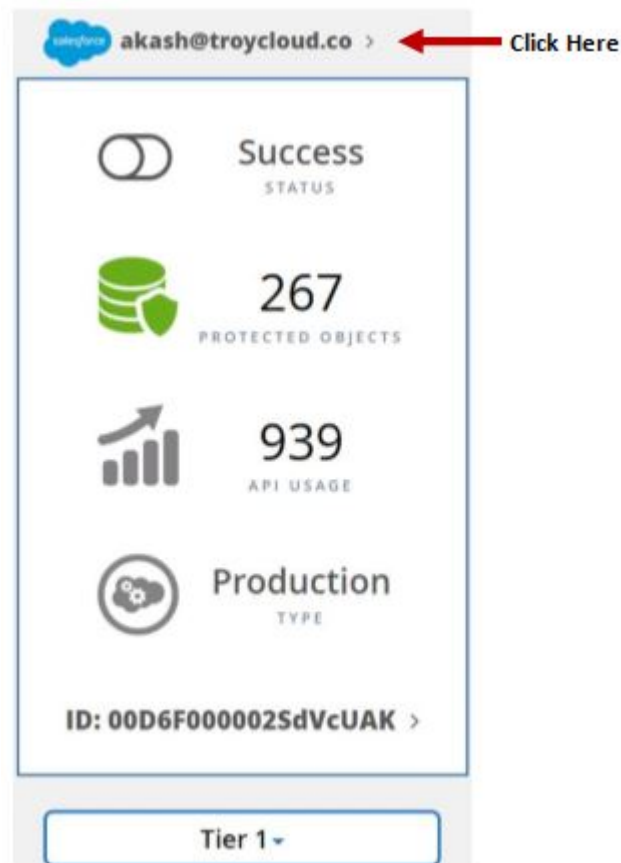 salesforce akash@troycloud.co >
Click Here
Success
STATUS
267
PROTECTED OBJECTS
939
API USAGE
Production
TYPE
ID: 00D6F000002SdVcUAK >
Tier 1